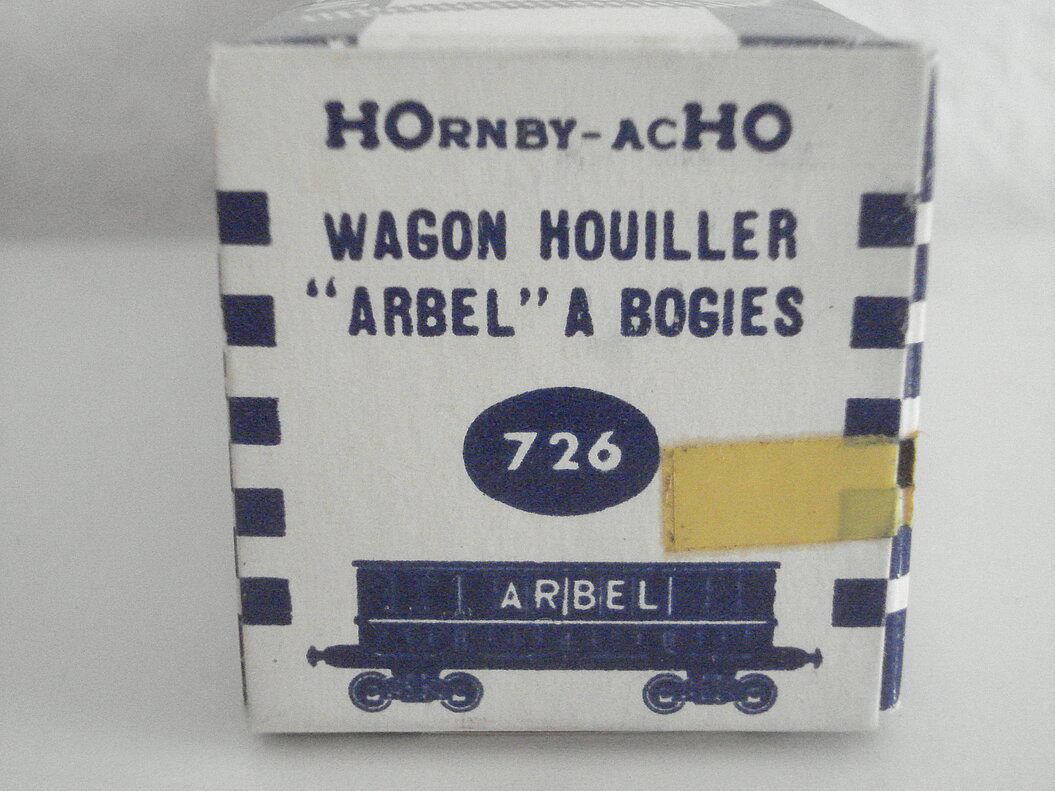 HORNBY-ACHO
WAGON HOUILLER
“ARBEL” A BOGIES
726
ARBEL